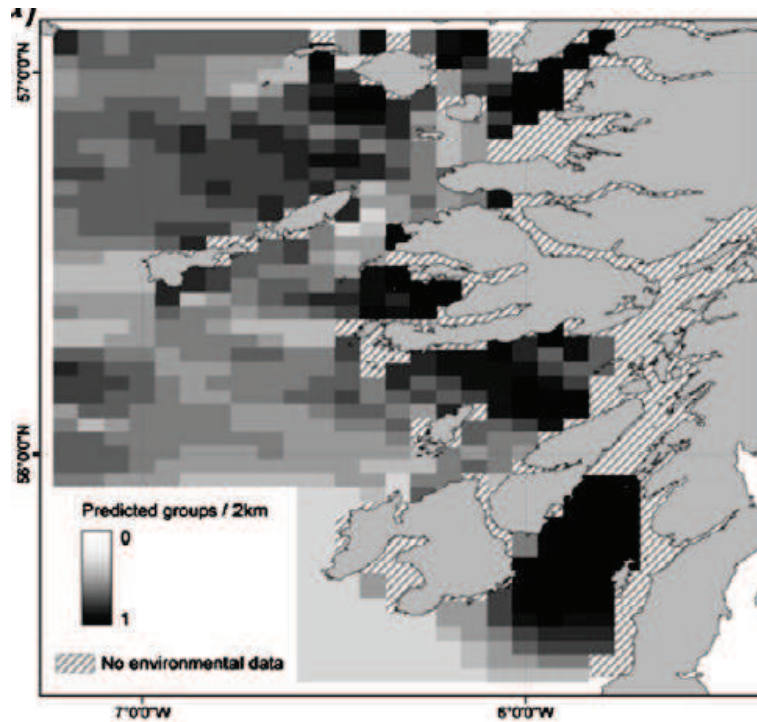 57°0'0"N
56°0'0"N
Predicted groups / 2km
0
1
No environmental data
7°0'0"W
6°0'0"W